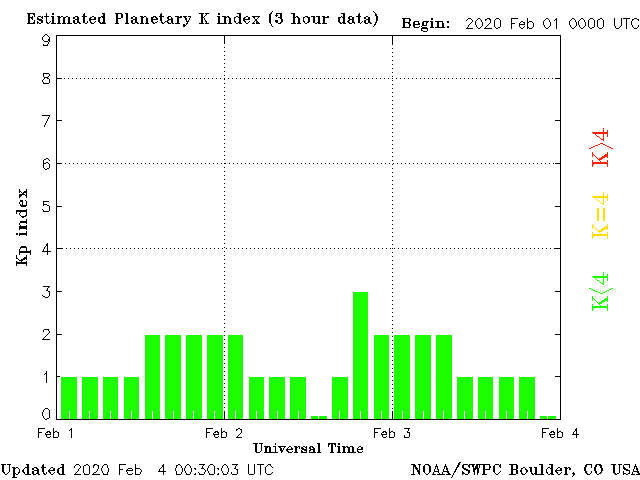 Estimated Planetary K index (3 hour data) Begin: 2020 Feb 01 0000 UTC
9
8
7
6
5
4
3
2
1
0
Kp index
K>4
K=4
K<4
Feb 1 Feb 2 Feb 3 Feb 4
Universal Time
Updated 2020 Feb 4 00:30:03 UTC NOAA/SWPC Boulder, CO USA